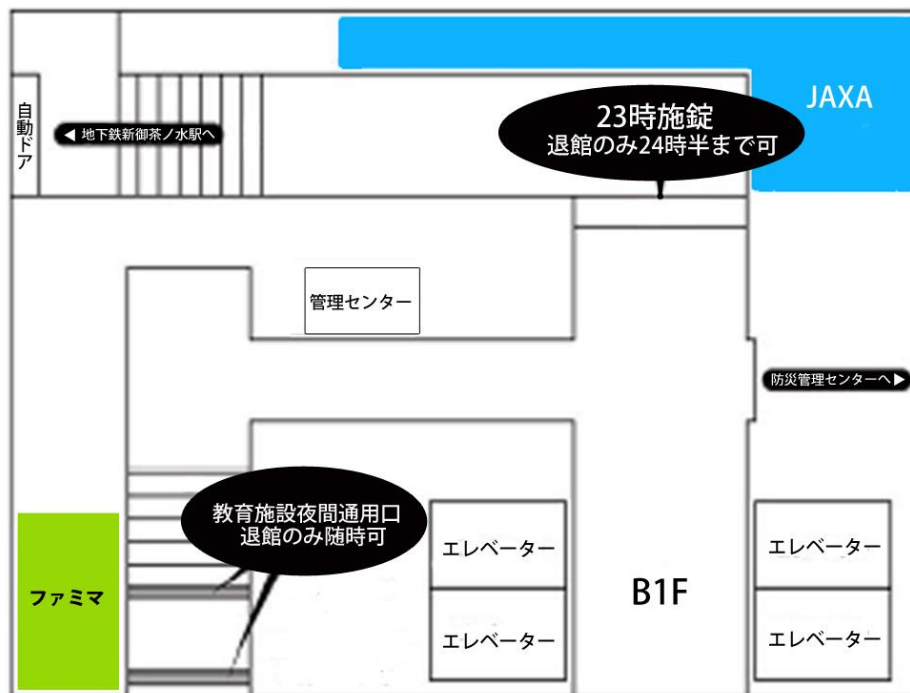 JAXA
自動ドア
◀ 地下鉄新御茶ノ水駅へ
23時施錠
退館のみ24時半まで可
管理センター
防災管理センターへ ▶
教育施設夜間通用口
退館のみ随時可
エレベーター
エレベーター
ファミマ
B1F
エレベーター
エレベーター